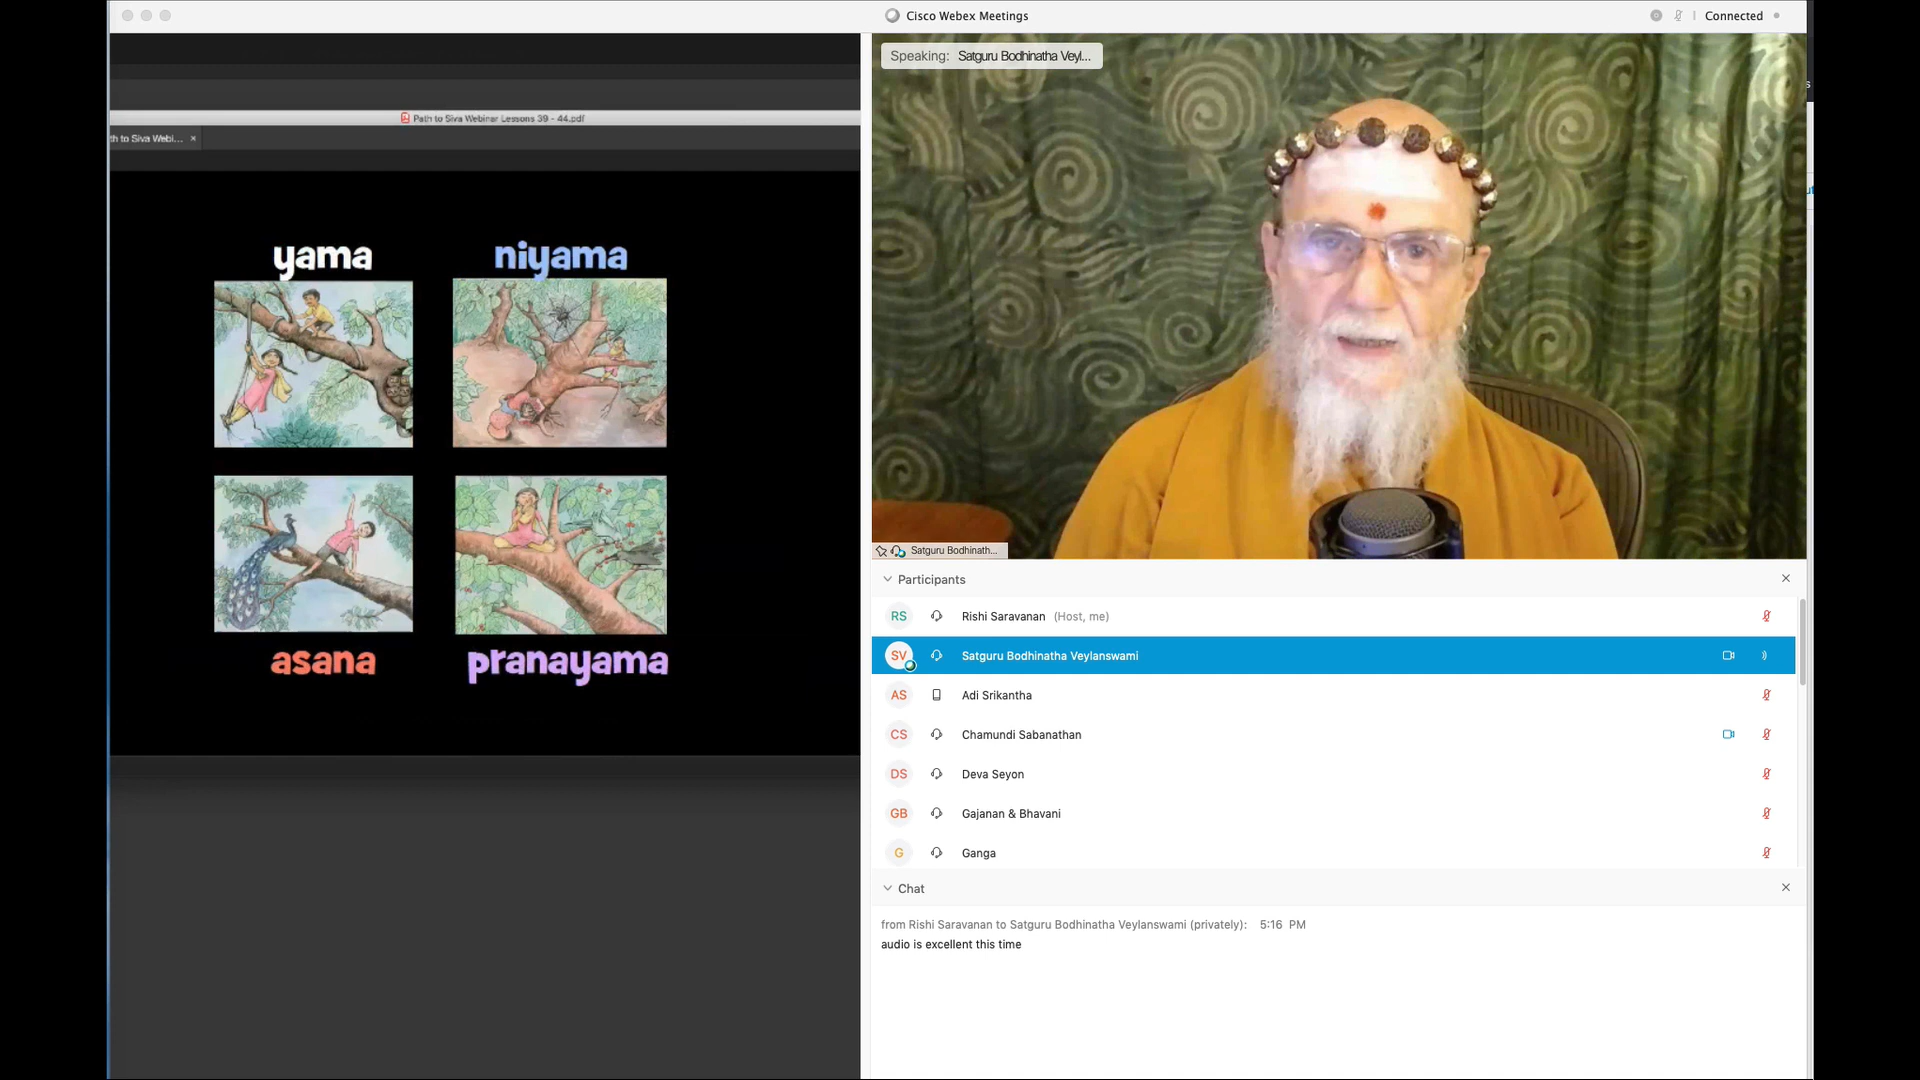 Cisco Webex Meetings
Connected
Path to Siva Webinar Lessons 39 - 44.pdf
th to Siva Webi... ×
yama
niyama
asana
pranayama
Speaking: Satguru Bodhinatha Veyl...
Satguru Bodhinath...
Participants
RS Rishi Saravanan (Host, me)
SV Satguru Bodhinatha Veylanswami
AS Adi Srikantha
CS Chamundi Sabanathan
DS Deva Seyon
GB Gajanan & Bhavani
G Ganga
Chat
from Rishi Saravanan to Satguru Bodhinatha Veylanswami (privately): 5:16 PM
audio is excellent this time